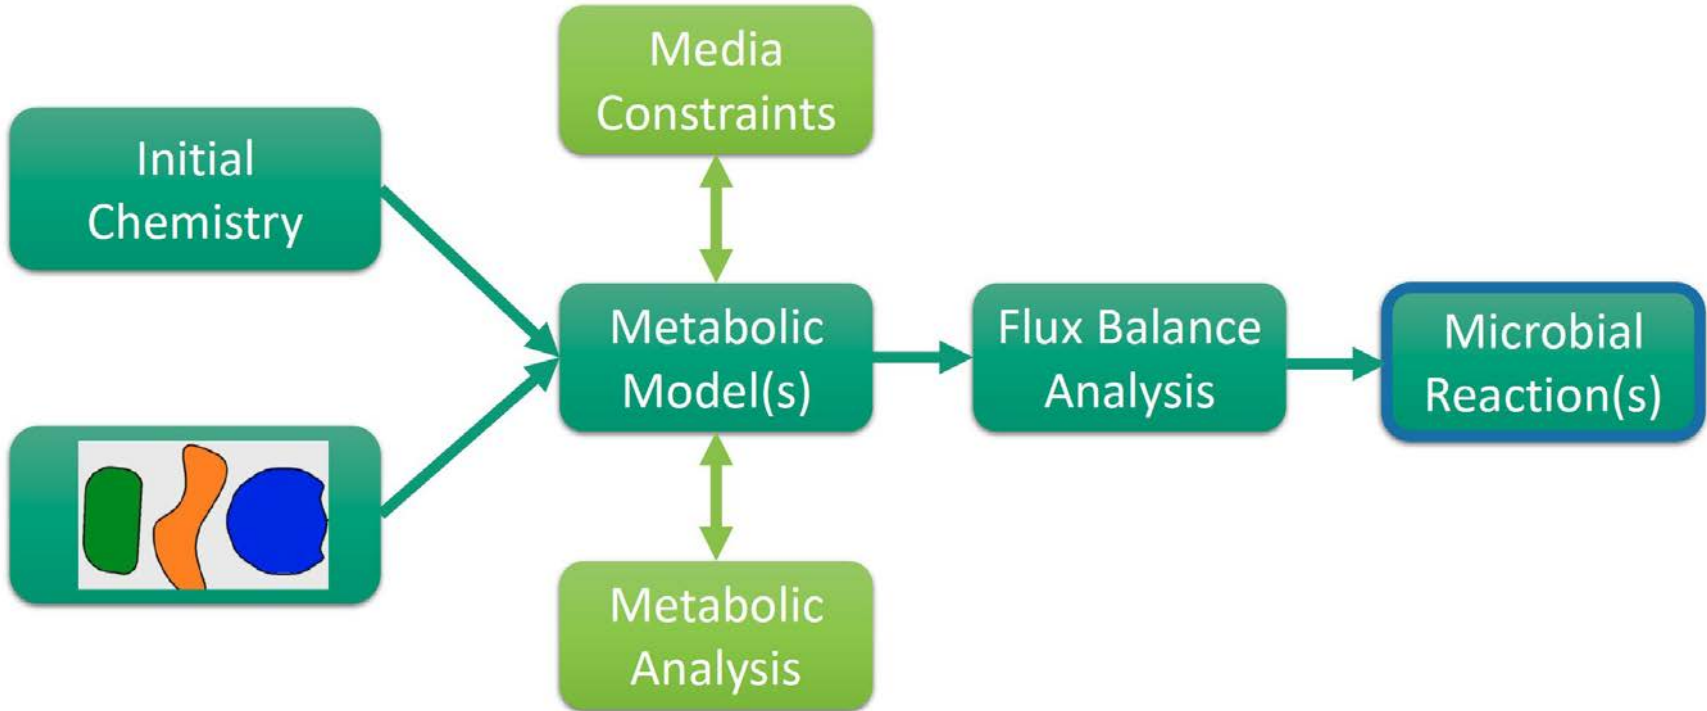 Media
Constraints
Initial
Chemistry
Metabolic
Model(s)
Flux Balance
Analysis
Microbial
Reaction(s)
Metabolic
Analysis